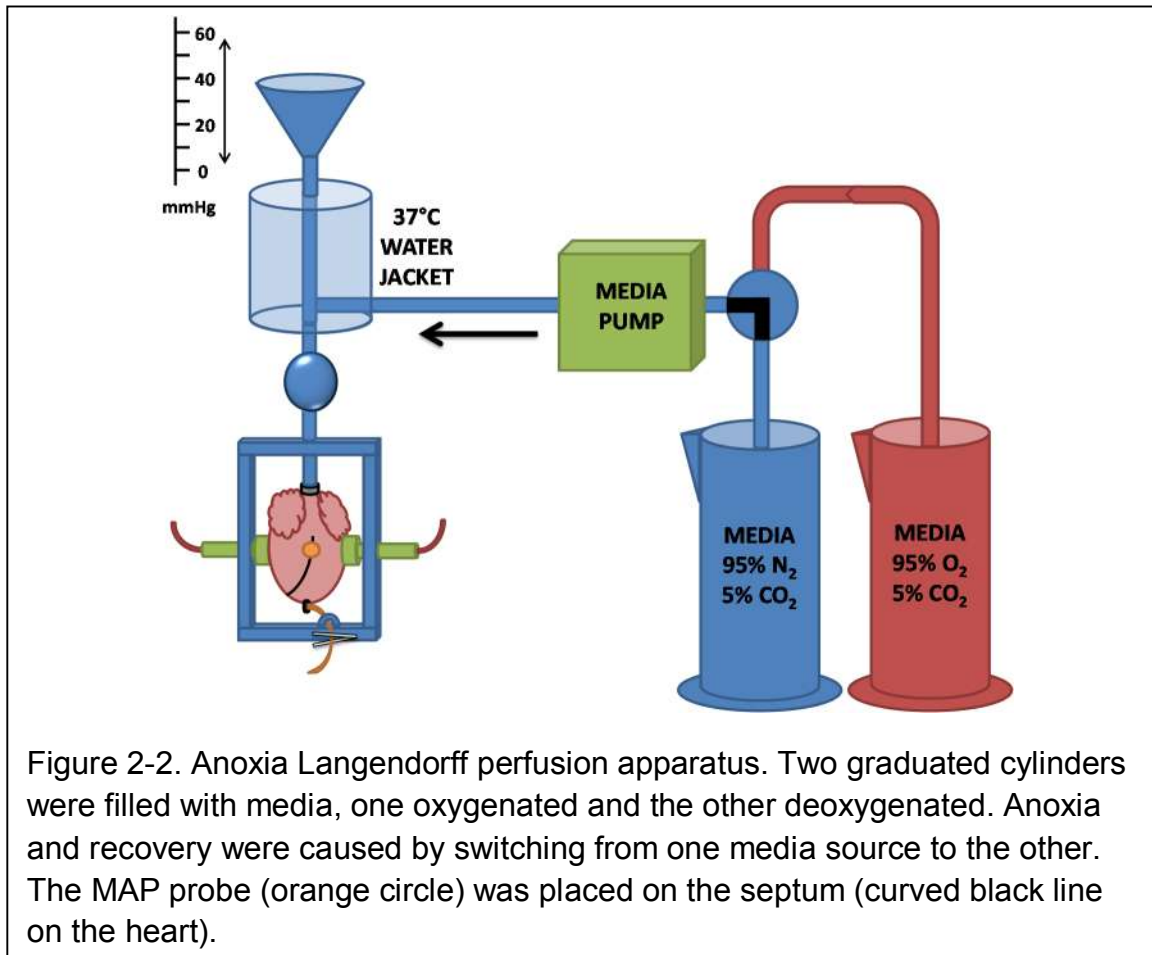 60
40
20
0
mmHg
37°C
WATER
JACKET
MEDIA
PUMP
MEDIA
95% N₂
5% CO₂
MEDIA
95% O₂
5% CO₂
Figure 2-2. Anoxia Langendorff perfusion apparatus. Two graduated cylinders
were filled with media, one oxygenated and the other deoxygenated. Anoxia
and recovery were caused by switching from one media source to the other.
The MAP probe (orange circle) was placed on the septum (curved black line
on the heart).